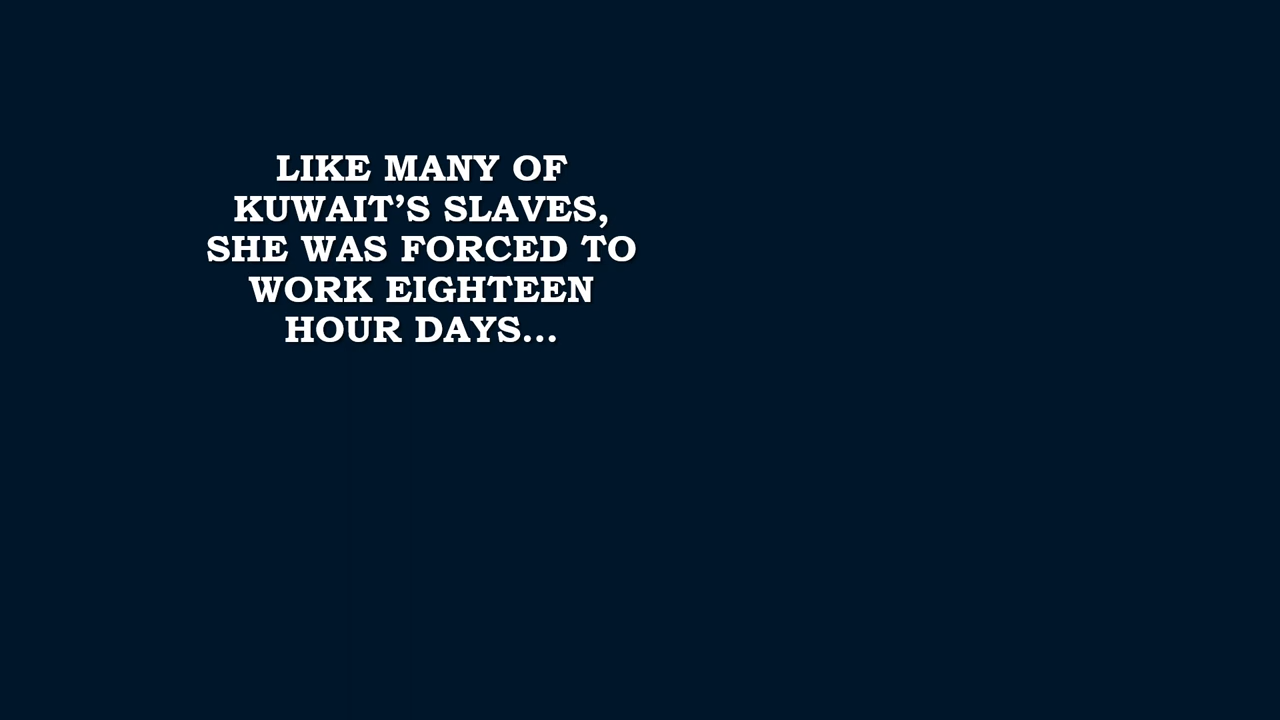 LIKE MANY OF
KUWAIT’S SLAVES,
SHE WAS FORCED TO
WORK EIGHTEEN
HOUR DAYS…